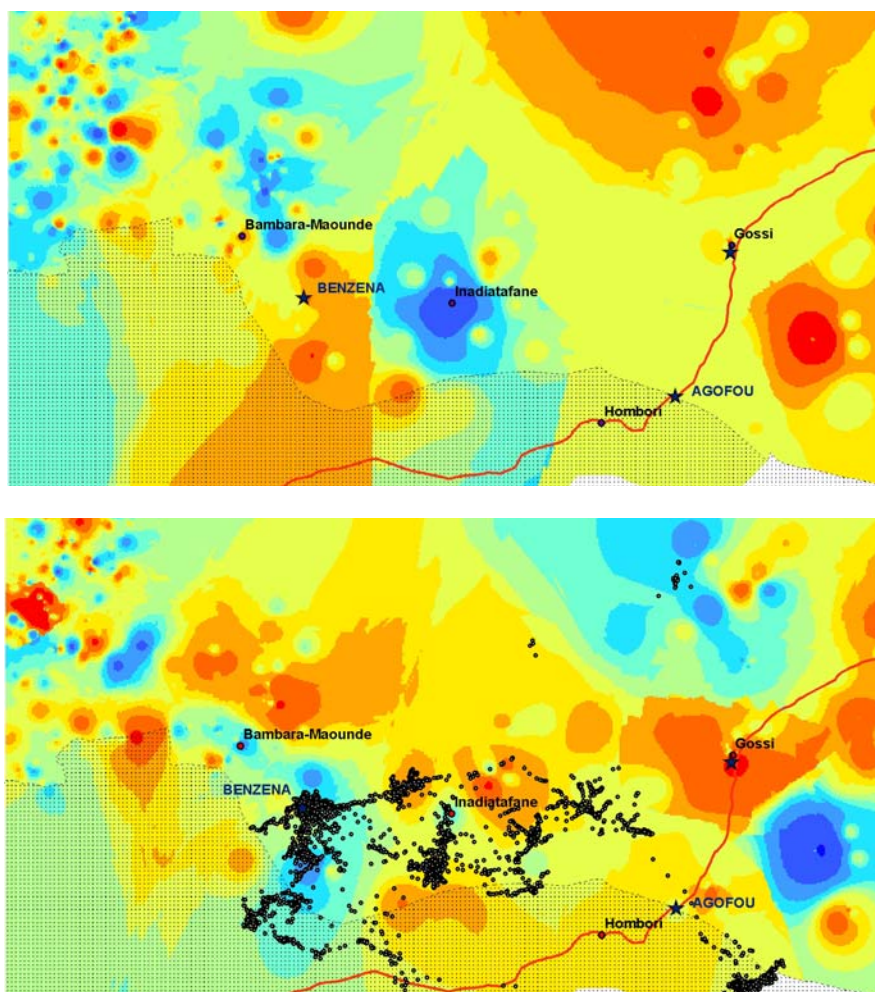 Bambara-Maounde
Gossi
BENZENA
Inadiatafane
AGOFOU
Hombori
Bambara-Maounde
Gossi
BENZENA
Inadiatafane
AGOFOU
Hombori